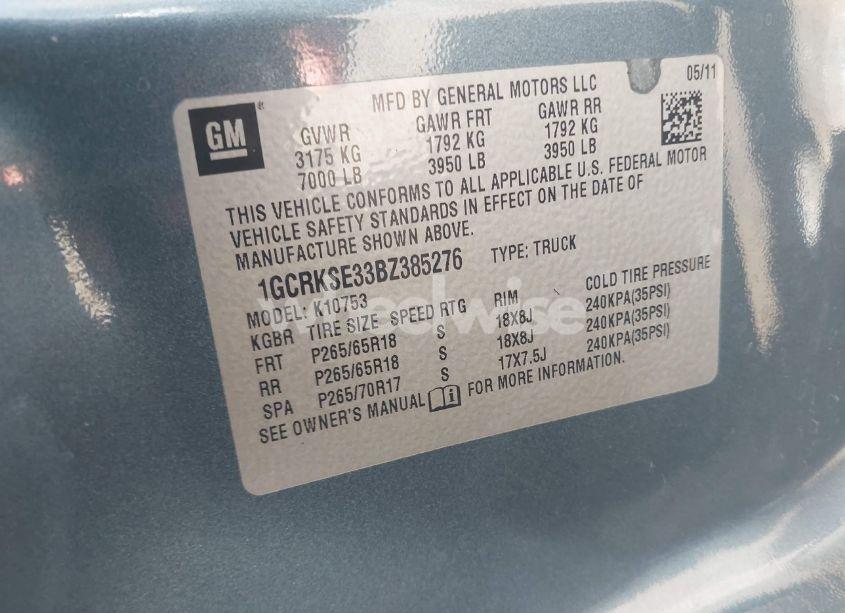 GM
MFD BY GENERAL MOTORS LLC
05/11
GVWR GAWR FRT GAWR RR
3175 KG 1792 KG 1792 KG
7000 LB 3950 LB 3950 LB
THIS VEHICLE CONFORMS TO ALL APPLICABLE U.S. FEDERAL MOTOR
VEHICLE SAFETY STANDARDS IN EFFECT ON THE DATE OF
MANUFACTURE SHOWN ABOVE.
1GCRKSE33BZ385276 TYPE: TRUCK
MODEL: K10753
KGBR TIRE SIZE SPEED RTG RIM COLD TIRE PRESSURE
FRT P265/65R18 S 18X8J 240KPA(35PSI)
RR P265/65R18 S 18X8J 240KPA(35PSI)
SPA P265/70R17 S 17X7.5J 240KPA(35PSI)
SEE OWNER'S MANUAL FOR MORE INFORMATION.
wheelwise